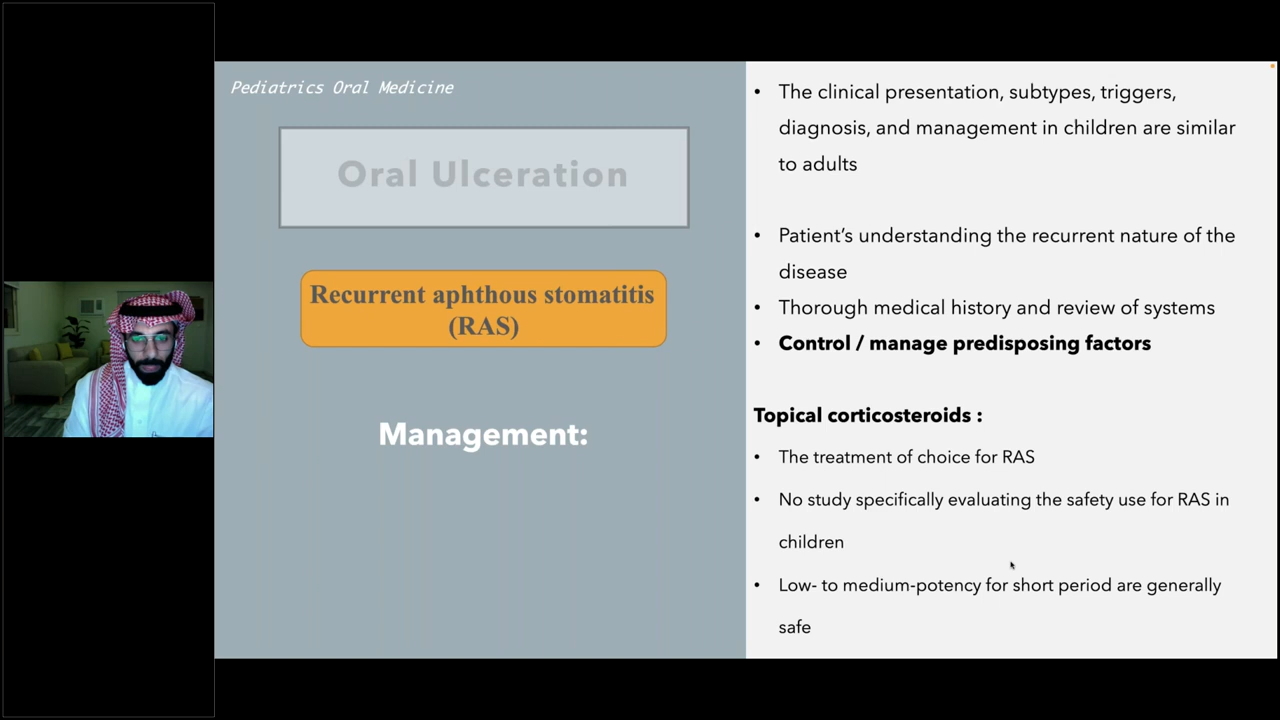 Pediatrics Oral Medicine
Oral Ulceration
Recurrent aphthous stomatitis
(RAS)
Management:
• The clinical presentation, subtypes, triggers,
diagnosis, and management in children are similar
to adults
• Patient’s understanding the recurrent nature of the
disease
• Thorough medical history and review of systems
• Control / manage predisposing factors
Topical corticosteroids :
• The treatment of choice for RAS
• No study specifically evaluating the safety use for RAS in
children
• Low- to medium-potency for short period are generally
safe